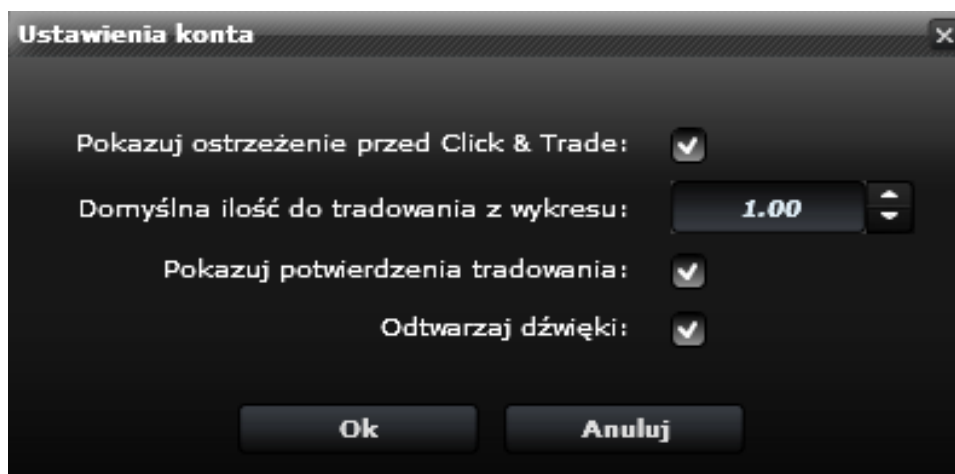 Ustawienia konta
Pokazuj ostrzeżenie przed Click & Trade:
Domyślna ilość do tradowania z wykresu: 1.00
Pokazuj potwierdzenia tradowania:
Odtwarzaj dźwięki:
Ok Anuluj